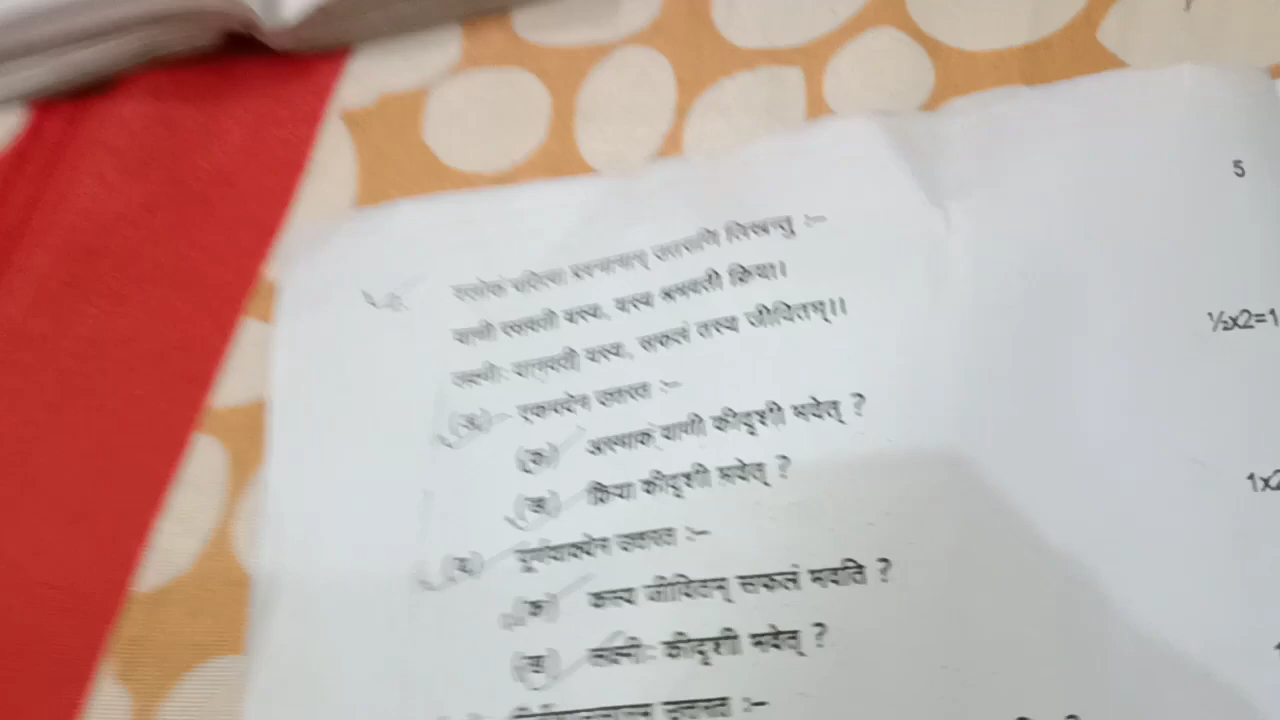 5
श्लोकं पठित्वा प्रश्नानाम् उत्तराणि लिखन्तु :–
वाणी रसवती यस्य, यस्य श्रमवती क्रिया।
लक्ष्मीः दानवती यस्य, सफलं तस्य जीवितम्।।
(अ) एकपदेन उत्तरत :– ½x2=1
(क) अस्माकं वाणी कीदृशी भवेत् ?
(ख) क्रिया कीदृशी भवेत् ?
(ब) पूर्णवाक्येन उत्तरत :– 1x2
(क) कस्य जीवितम् सफलं भवति ?
(ख) लक्ष्मीः कीदृशी भवेत् ?